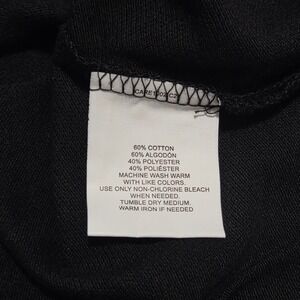 60% COTTON
60% ALGODÓN
40% POLYESTER
40% POLIÉSTER
MACHINE WASH WARM
WITH LIKE COLORS.
USE ONLY NON-CHLORINE BLEACH
WHEN NEEDED.
TUMBLE DRY MEDIUM.
WARM IRON IF NEEDED